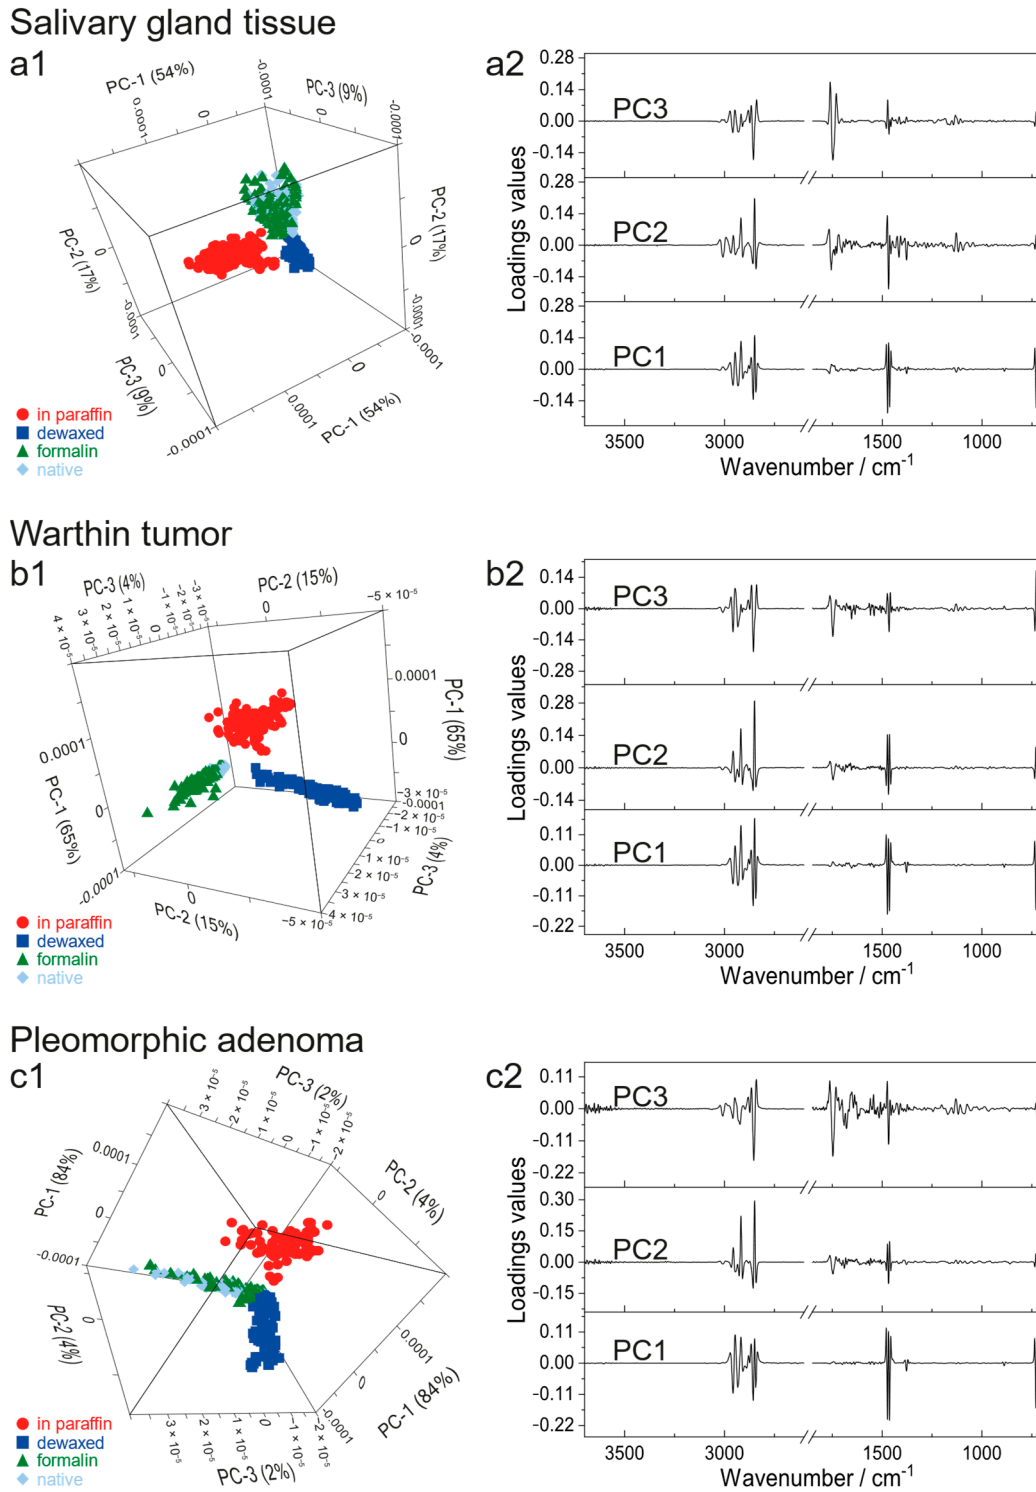 Salivary gland tissue
a1
PC-1 (54%)
0.0001
0
-0.0001
PC-3 (9%)
0
-0.0001
PC-2 (17%)
0
-0.0001
PC-2 (17%)
0
-0.0001
PC-3 (9%)
0
-0.0001
0.0001
0
-0.0001
PC-1 (54%)
in paraffin
dewaxed
formalin
native
a2
Loadings values
0.28
0.14
0.00
-0.14
PC3
0.28
0.14
0.00
-0.14
PC2
0.28
0.14
0.00
-0.14
PC1
3500
3000
1500
1000
Wavenumber / cm⁻¹
Warthin tumor
b1
PC-3 (4%)
4 × 10⁻⁵
3 × 10⁻⁵
2 × 10⁻⁵
1 × 10⁻⁵
0
-1 × 10⁻⁵
-2 × 10⁻⁵
-3 × 10⁻⁵
PC-2 (15%)
0
-5 × 10⁻⁵
0.0001
0
-0.0001
PC-1 (65%)
0.0001
0
-0.0001
PC-1 (65%)
PC-2 (15%)
0
-5 × 10⁻⁵
-3 × 10⁻⁵
-2 × 10⁻⁵
-1 × 10⁻⁵
0
-1 × 10⁻⁵
-2 × 10⁻⁵
-3 × 10⁻⁵
4 × 10⁻⁵
PC-3 (4%)
in paraffin
dewaxed
formalin
native
b2
Loadings values
0.14
0.00
-0.14
-0.28
PC3
0.28
0.14
0.00
-0.14
PC2
0.11
0.00
-0.11
-0.22
PC1
3500
3000
1500
1000
Wavenumber / cm⁻¹
Pleomorphic adenoma
c1
PC-3 (2%)
3 × 10⁻⁵
2 × 10⁻⁵
1 × 10⁻⁵
0
-1 × 10⁻⁵
-2 × 10⁻⁵
PC-2 (4%)
0
PC-1 (84%)
0.0001
0
-0.0001
PC-2 (4%)
0
0.0001
0
-0.0001
PC-1 (84%)
3 × 10⁻⁵
2 × 10⁻⁵
1 × 10⁻⁵
0
-1 × 10⁻⁵
-2 × 10⁻⁵
PC-3 (2%)
in paraffin
dewaxed
formalin
native
c2
Loadings values
0.11
0.00
-0.11
-0.22
PC3
0.30
0.15
0.00
-0.15
PC2
0.11
0.00
-0.11
-0.22
PC1
3500
3000
1500
1000
Wavenumber / cm⁻¹